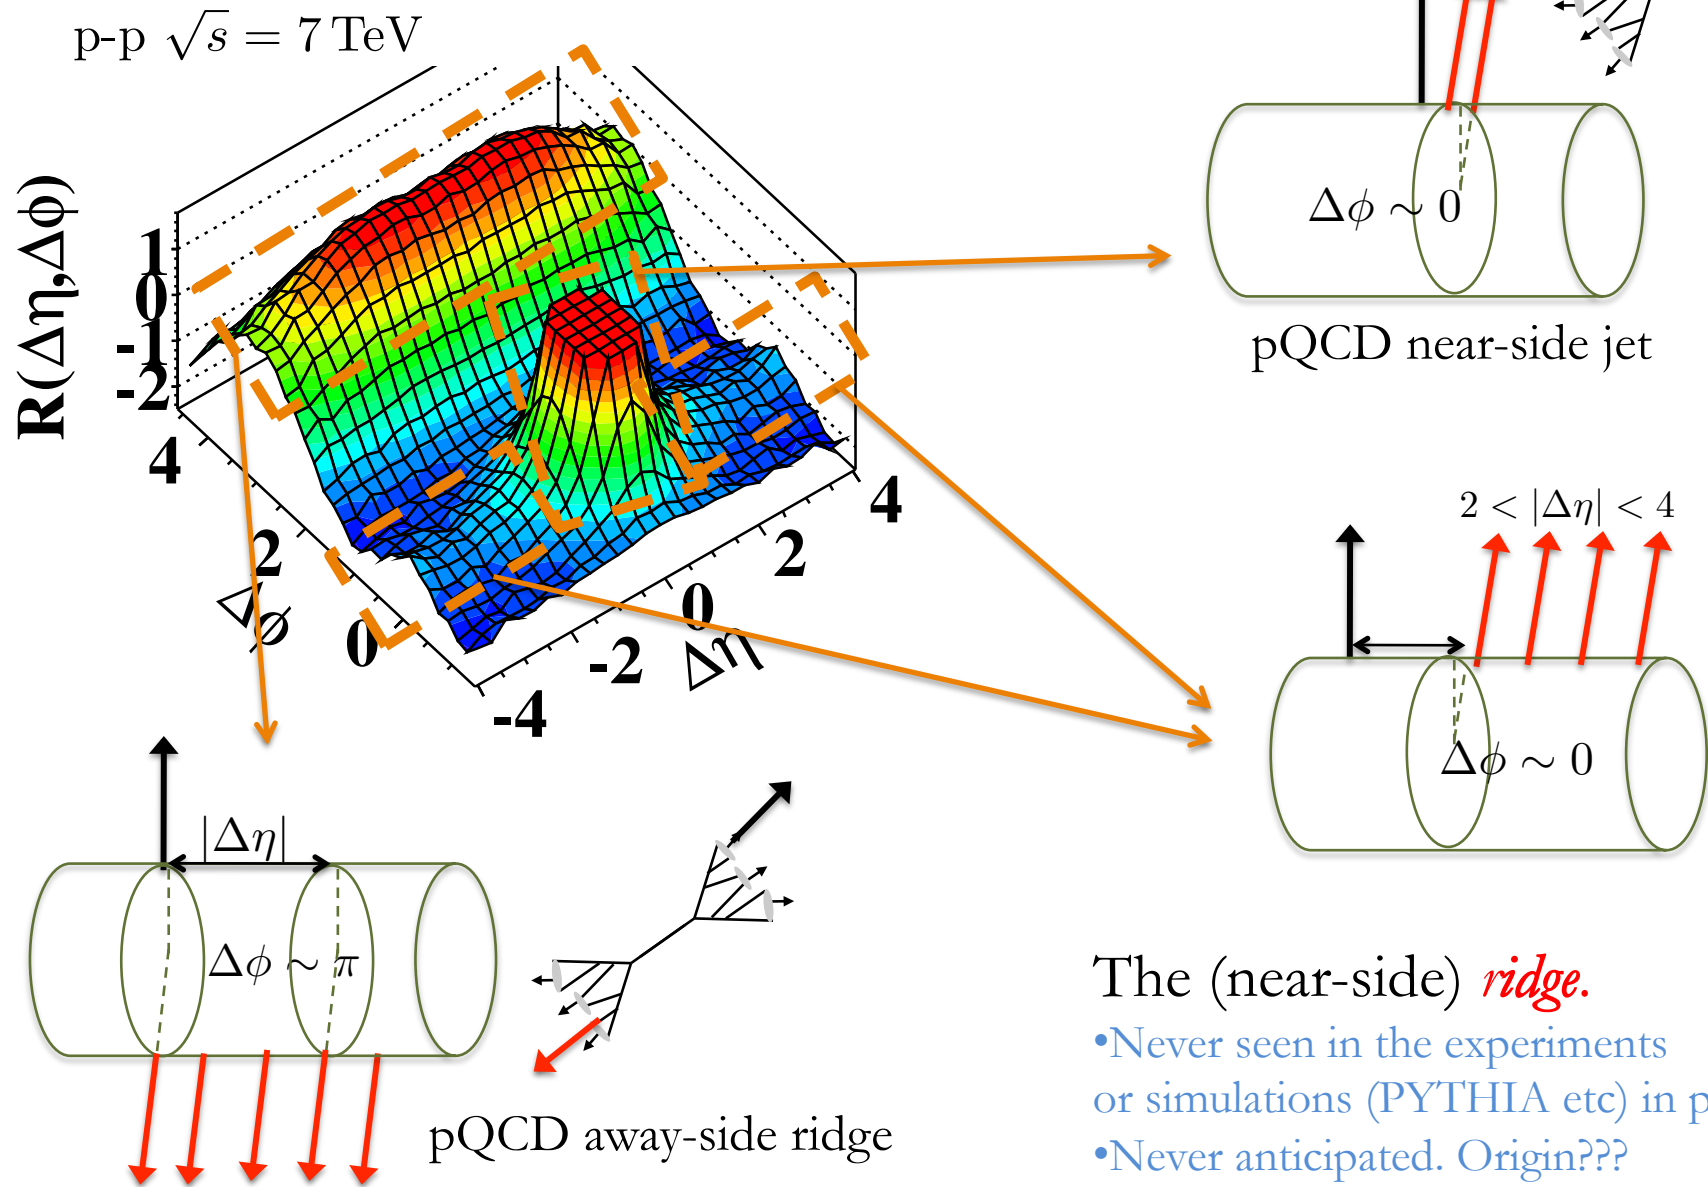 p-p √s = 7 TeV
R(Δη,Δϕ)
1
0
-1
-2
4
2
0
Δϕ
-4
-2
0
2
4
Δη
Δϕ ∼ 0
pQCD near-side jet
2 < |Δη| < 4
Δϕ ∼ 0
|Δη|
Δϕ ∼ π
pQCD away-side ridge
The (near-side) ridge.
•Never seen in the experiments
or simulations (PYTHIA etc) in p
•Never anticipated. Origin???